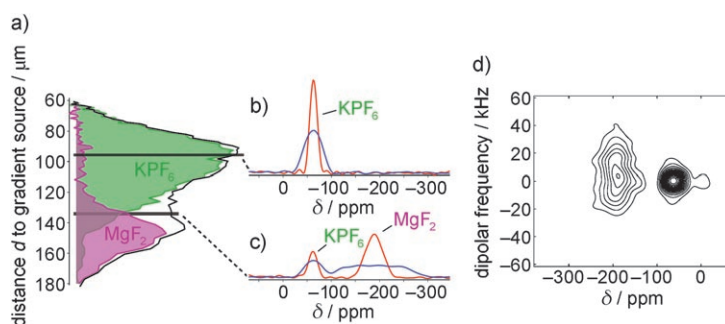 a)
distance d to gradient source / μm
60
80
100
120
140
160
180
KPF6
MgF2
b)
KPF6
0 −100 −200 −300
δ / ppm
c)
KPF6
MgF2
0 −100 −200 −300
δ / ppm
d)
dipolar frequency / kHz
60
40
20
0
−20
−40
−60
−300 −200 −100 0
δ / ppm